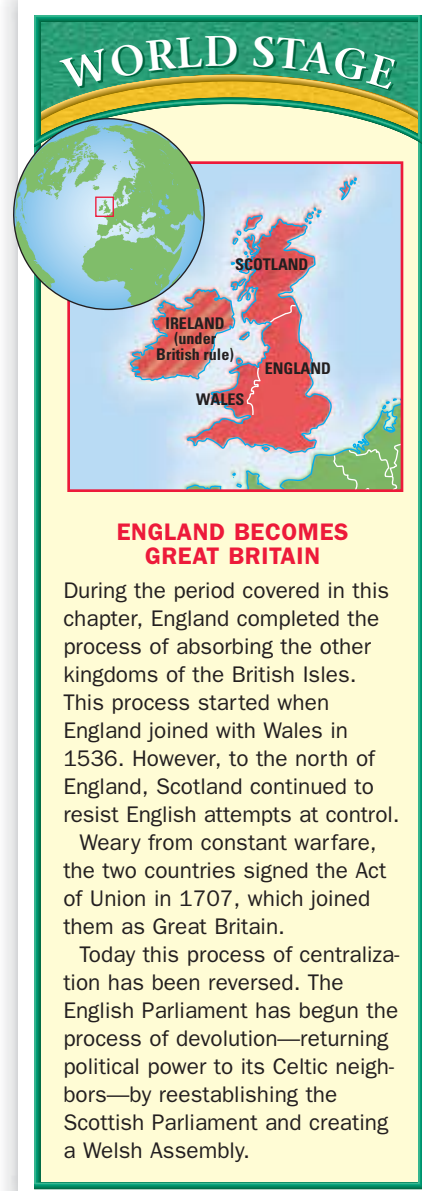 WORLD STAGE
SCOTLAND
IRELAND
(under
British rule)
ENGLAND
WALES
ENGLAND BECOMES
GREAT BRITAIN
During the period covered in this
chapter, England completed the
process of absorbing the other
kingdoms of the British Isles.
This process started when
England joined with Wales in
1536. However, to the north of
England, Scotland continued to
resist English attempts at control.
Weary from constant warfare,
the two countries signed the Act
of Union in 1707, which joined
them as Great Britain.
Today this process of centraliza-
tion has been reversed. The
English Parliament has begun the
process of devolution—returning
political power to its Celtic neigh-
bors—by reestablishing the
Scottish Parliament and creating
a Welsh Assembly.